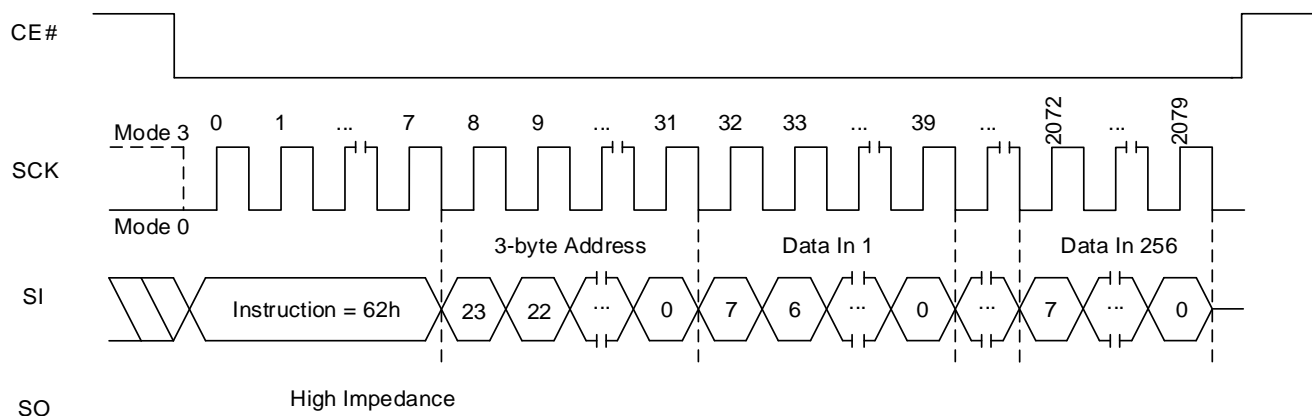 CE#
Mode 3
0 1 ... 7 8 9 ... 31 32 33 ... 39 ... 2072 ... 2079
SCK
Mode 0
3-byte Address Data In 1 Data In 256
SI
Instruction = 62h 23 22 ... 0 7 6 ... 0 ... 7 ... 0
High Impedance
SO